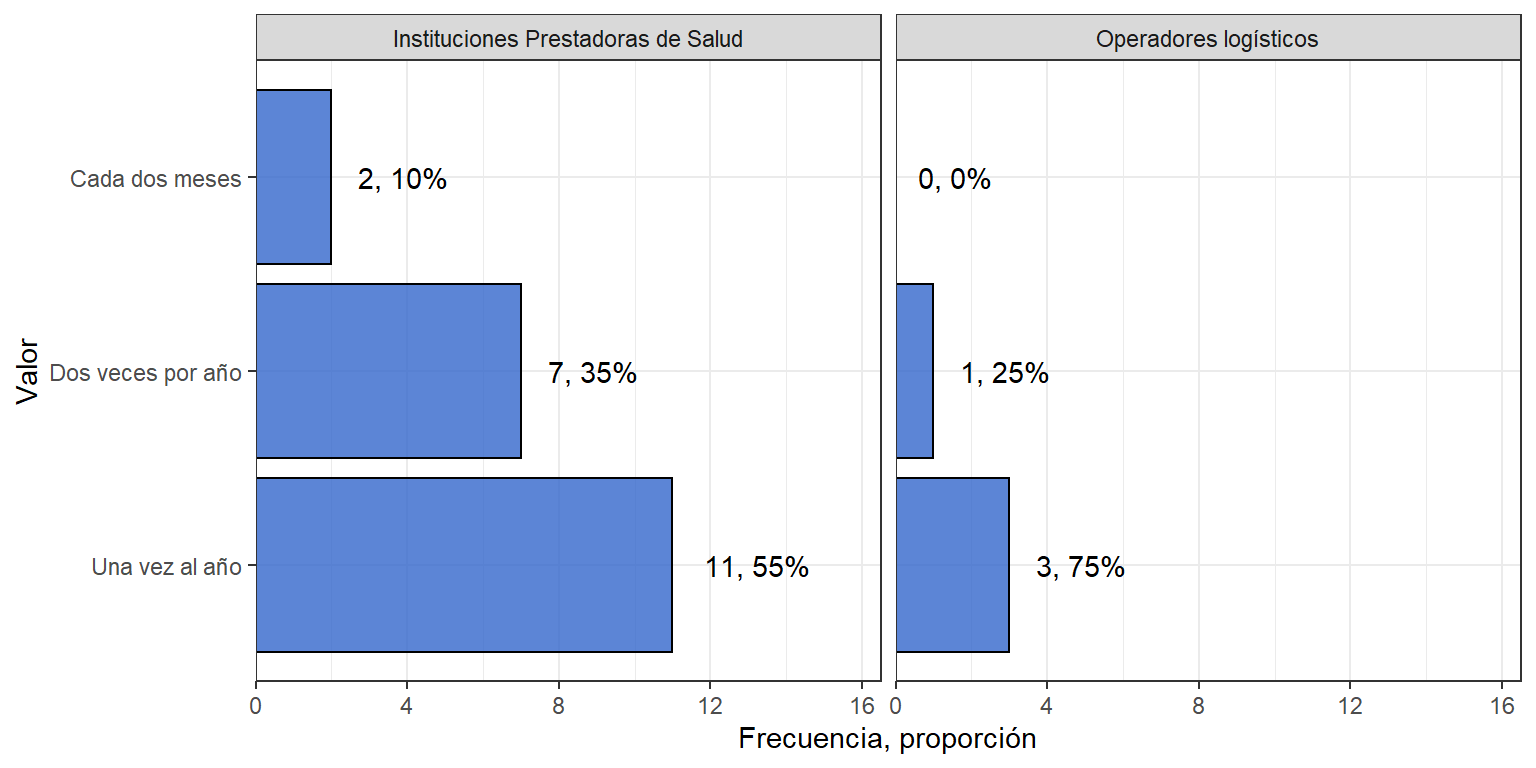 Instituciones Prestadoras de Salud
Operadores logísticos
Cada dos meses
2, 10%
0, 0%
Valor
Dos veces por año
7, 35%
1, 25%
Una vez al año
11, 55%
3, 75%
0 4 8 12 16
0 4 8 12 16
Frecuencia, proporción